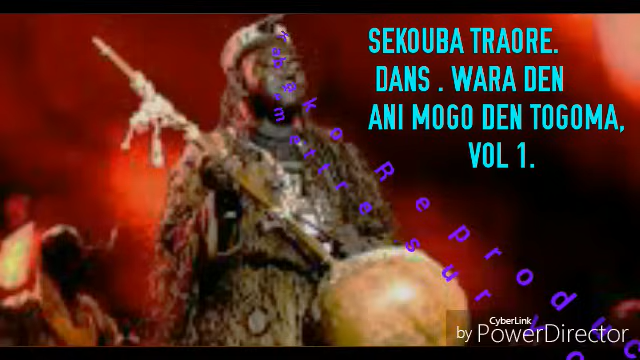 SEKOUBA TRAORE.
DANS . WARA DEN
ANI MOGO DEN TOGOMA,
VOL 1.
CyberLink
by PowerDirector